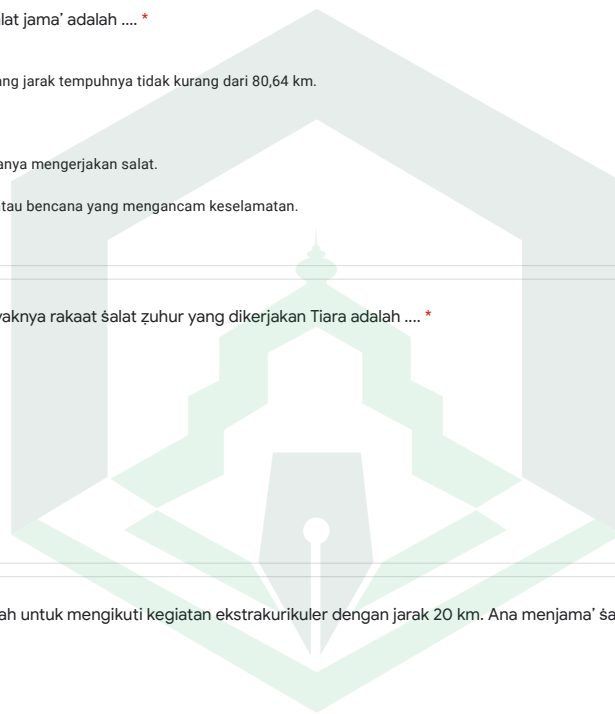 lat jama’ adalah .... *
ang jarak tempuhnya tidak kurang dari 80,64 km.
anya mengerjakan salat.
atau bencana yang mengancam keselamatan.
yaknya rakaat ṡalat ẓuhur yang dikerjakan Tiara adalah .... *
ah untuk mengikuti kegiatan ekstrakurikuler dengan jarak 20 km. Ana menjama’ ṡa